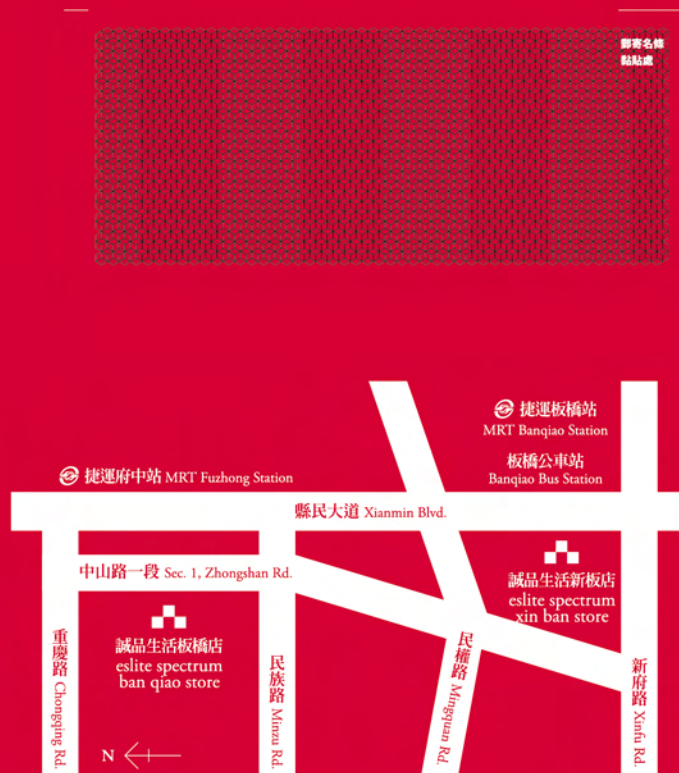 郵寄名條
黏貼處
捷運板橋站
MRT Banqiao Station
板橋公車站
Banqiao Bus Station
捷運府中站 MRT Fuzhong Station
縣民大道 Xianmin Blvd.
中山路一段 Sec. 1, Zhongshan Rd.
誠品生活新板店
eslite spectrum
xin ban store
誠品生活板橋店
eslite spectrum
ban qiao store
重慶路 Chongqing Rd.
民族路 Minzu Rd.
民權路 Mingquan Rd.
新府路 Xinfu Rd.
N